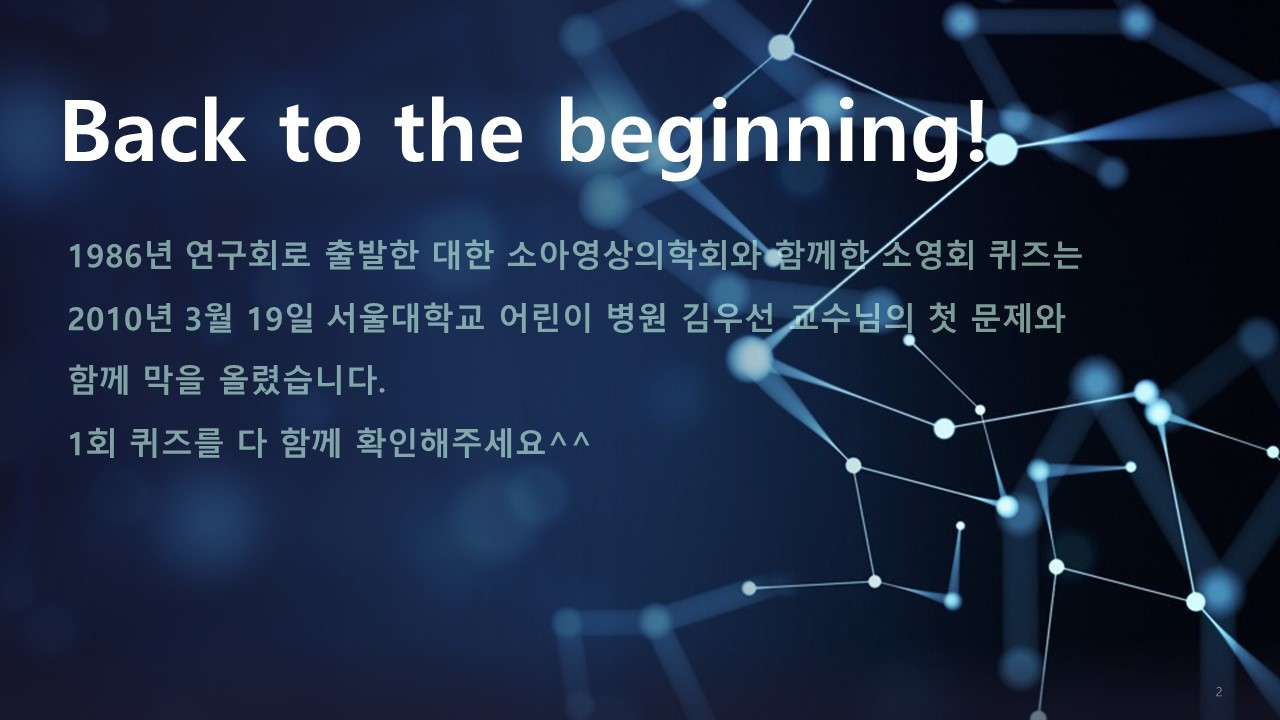 Back to the beginning!
1986년 연구회로 출발한 대한 소아영상의학회와 함께한 소영회 퀴즈는
2010년 3월 19일 서울대학교 어린이 병원 김우선 교수님의 첫 문제와
함께 막을 올렸습니다.
1회 퀴즈를 다 함께 확인해주세요^^
2